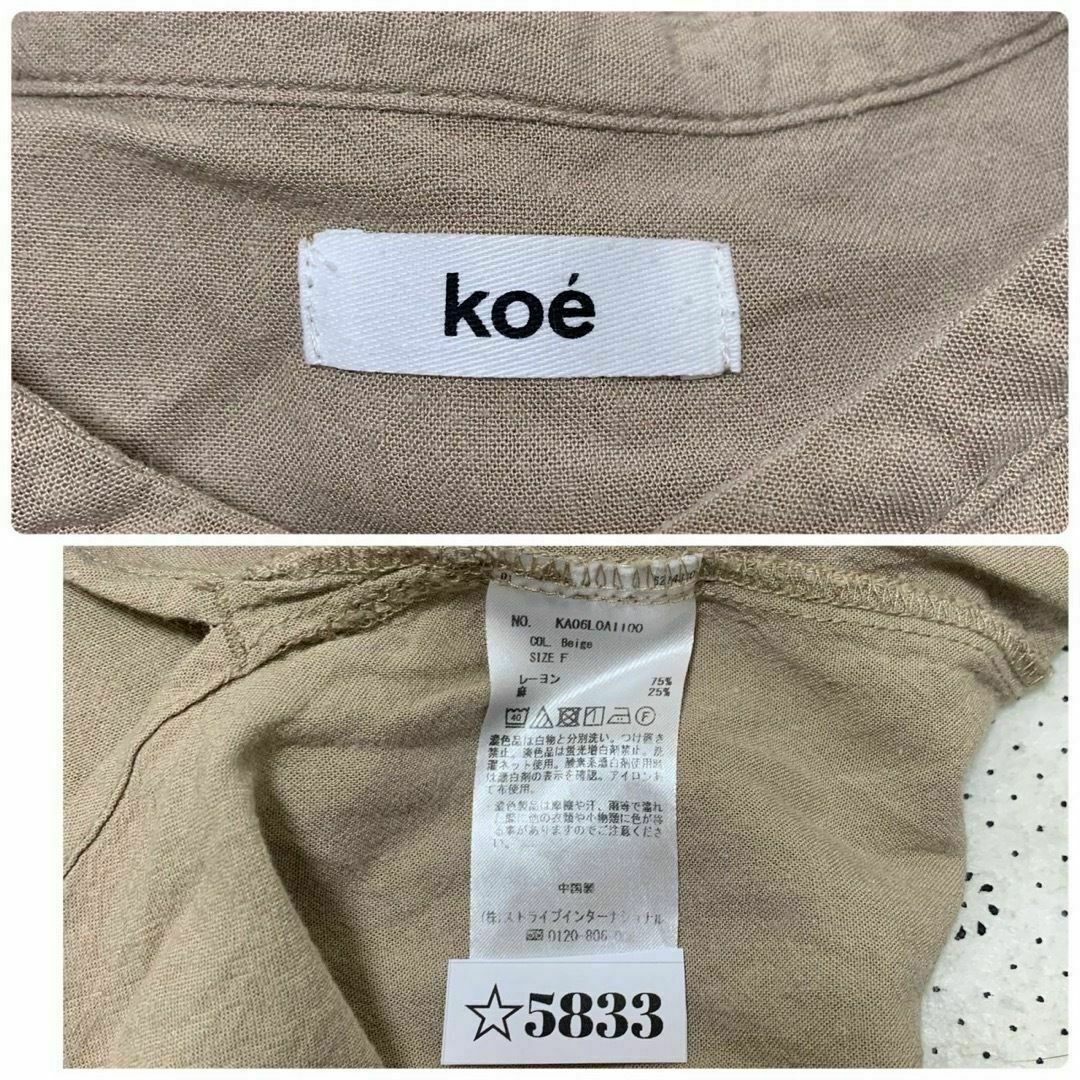 koé
NO. KA06L0A1100
COL. Beige
SIZE F
レーヨン 75%
麻 25%
40
F
濃色品は白物と分別洗い。つけ置き
禁止。淡色品は蛍光増白剤禁止。洗
濯ネット使用。酸素系漂白剤使用時
は漂白剤の表示を確認。アイロンあ
て布使用。
濃色製品は摩擦や汗、雨等で濡れ
た際に他の衣類や小物類に色が移
る事がありますのでご注意くださ
い。
中国製
(株)ストライプインターナショナル
0120-806
☆5833